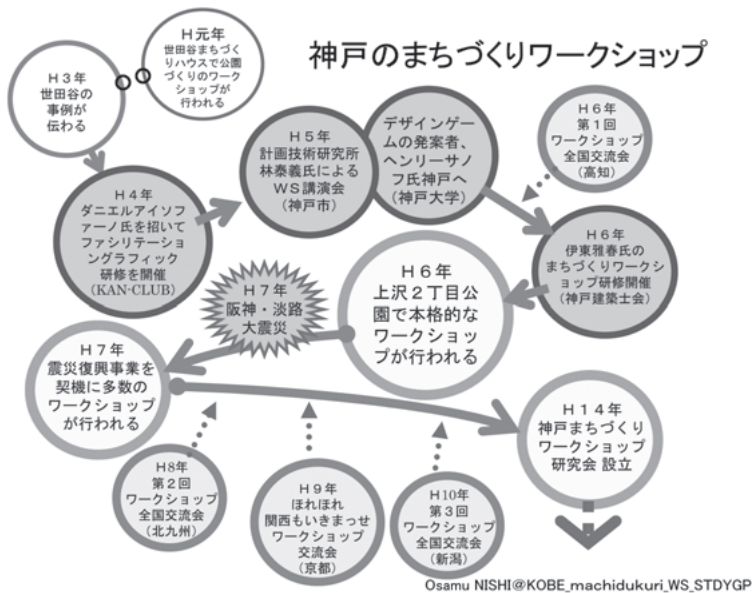 神戸のまちづくりワークショップ
H元年
世田谷まちづく
りハウスで公園
づくりのワーク
ショップが
行われる
H3年
世田谷の
事例が
伝わる
H4年
ダニエルアイソフ
ァーノ氏を招いて
ファシリテーショ
ングラフィック
研修を開催
(KAN-CLUB)
H5年
計画技術研究所
林泰義氏による
WS講演会
(神戸市)
デザインゲー
ムの発案者、
ヘンリーサノ
フ氏神戸へ
(神戸大学)
H6年
第1回
ワークショップ
全国交流会
(高知)
H6年
伊東雅春氏の
まちづくりワークシ
ョップ研修開催
(神戸建築士会)
H6年
上沢2丁目公
園で本格的な
ワークショッ
プが行われる
H7年
阪神・淡路
大震災
H7年
震災復興事業を
契機に多数の
ワークショップ
が行われる
H8年
第2回
ワークショップ
全国交流会
(北九州)
H9年
ほれほれ
関西もいきまっせ
ワークショップ
交流会
(京都)
H10年
第3回
ワークショップ
全国交流会
(新潟)
H14年
神戸まちづくり
ワークショップ
研究会 設立
Osamu NISHI@KOBE_machidukuri_WS_STDYGP